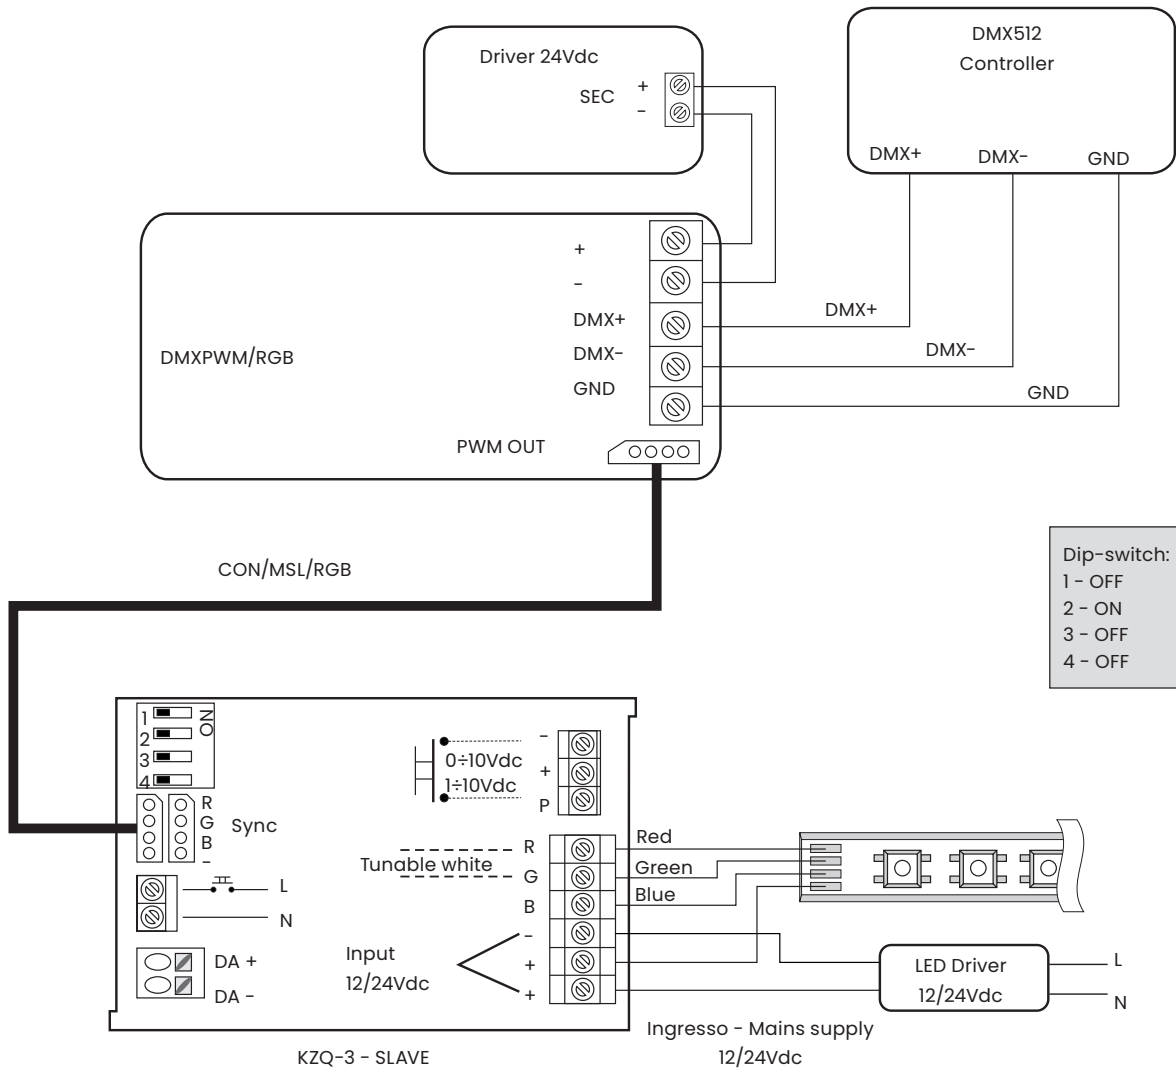 Driver 24Vdc
SEC
+
-
DMX512
Controller
DMX+
DMX-
GND
+
-
DMX+
DMX-
GND
DMXPWM/RGB
PWM OUT
DMX+
DMX-
GND
CON/MSL/RGB
Dip-switch:
1 - OFF
2 - ON
3 - OFF
4 - OFF
1
2
3
4
ON
R
G
B
-
Sync
L
N
DA +
DA -
0÷10Vdc
1÷10Vdc
-
+
P
Tunable white
R
G
B
-
+
+
Input
12/24Vdc
Red
Green
Blue
LED Driver
12/24Vdc
L
N
Ingresso - Mains supply
12/24Vdc
KZQ-3 - SLAVE